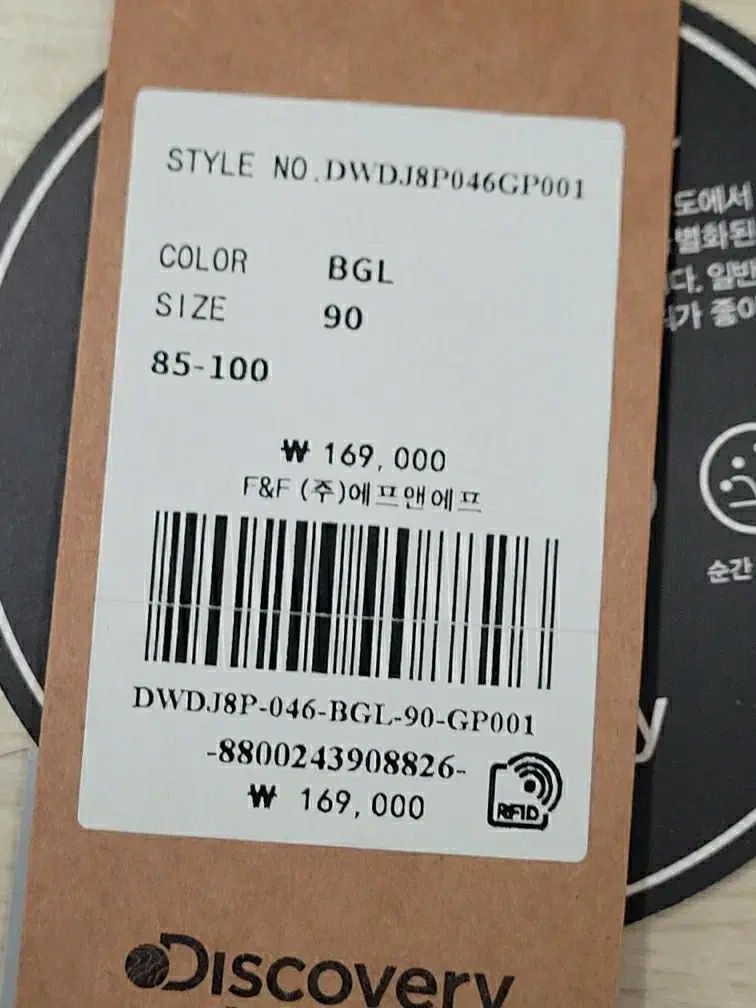 STYLE NO.DWDJ8P046GP001
COLOR BGL
SIZE 90
85-100
₩ 169,000
F&F (주)에프앤에프
DWDJ8P-046-BGL-90-GP001
-8800243908826-
₩ 169,000
RFID
DISCOVERY
도에서
별화된
다. 일반
가 좋아
순간
y